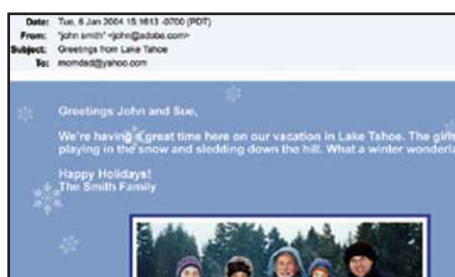 Date: Tue, 6 Jan 2004 15:1613 -0700 (PDT)
From: "john smith" <john@adobe.com>
Subject: Greetings from Lake Tahoe
To: momdad@yahoo.com
Greetings John and Sue,
We're having a great time here on our vacation in Lake Tahoe. The girls
playing in the snow and sledding down the hill. What a winter wonderla
Happy Holidays!
The Smith Family